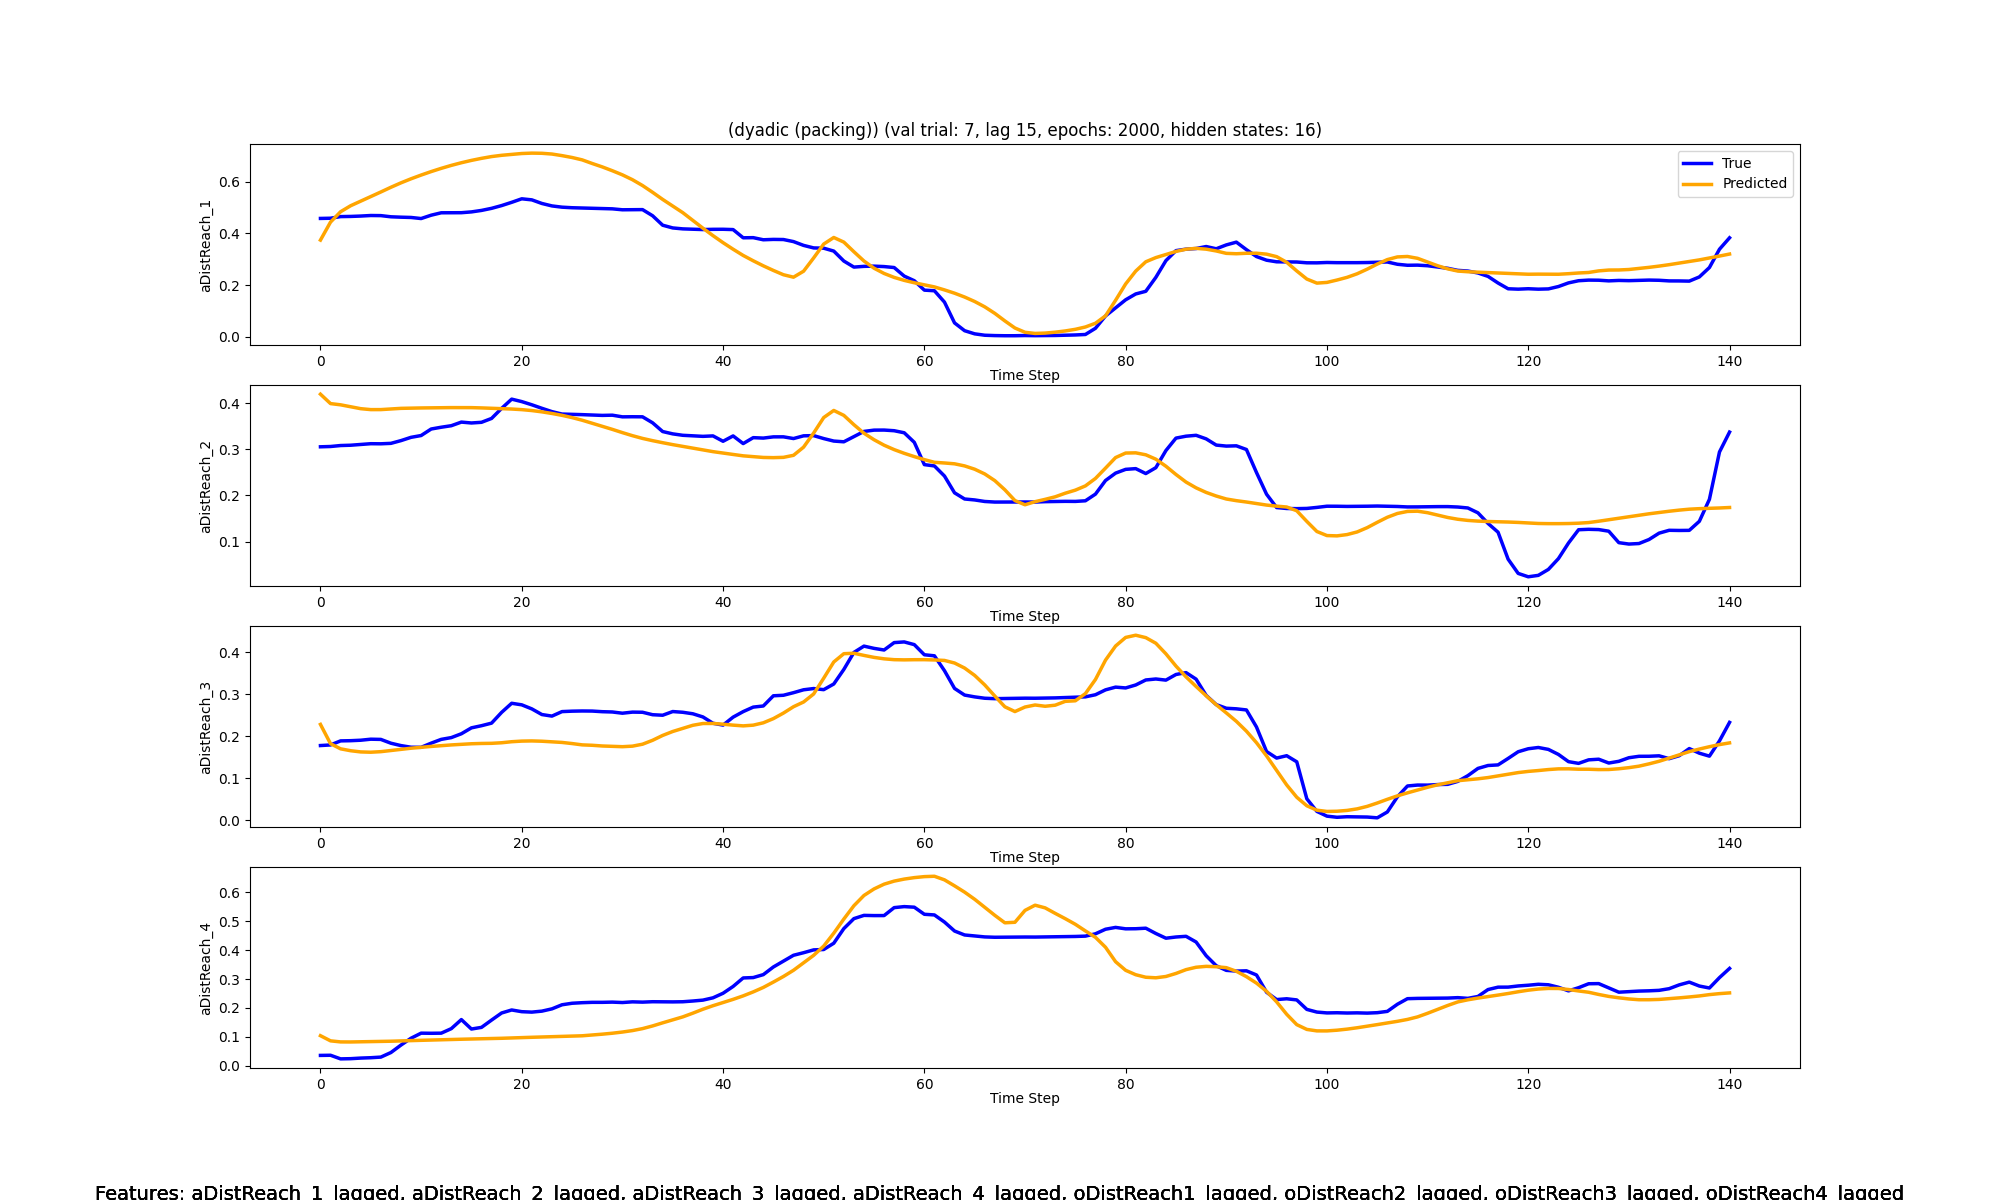 (dyadic (packing)) (val trial: 7, lag 15, epochs: 2000, hidden states: 16)
True
Predicted
aDistReach_1
0.6
0.4
0.2
0.0
0 20 40 60 80 100 120 140
Time Step
aDistReach_2
0.4
0.3
0.2
0.1
0 20 40 60 80 100 120 140
Time Step
aDistReach_3
0.4
0.3
0.2
0.1
0.0
0 20 40 60 80 100 120 140
Time Step
aDistReach_4
0.6
0.5
0.4
0.3
0.2
0.1
0.0
0 20 40 60 80 100 120 140
Time Step
Features: aDistReach_1_lagged, aDistReach_2_lagged, aDistReach_3_lagged, aDistReach_4_lagged, oDistReach1_lagged, oDistReach2_lagged, oDistReach3_lagged, oDistReach4_lagged